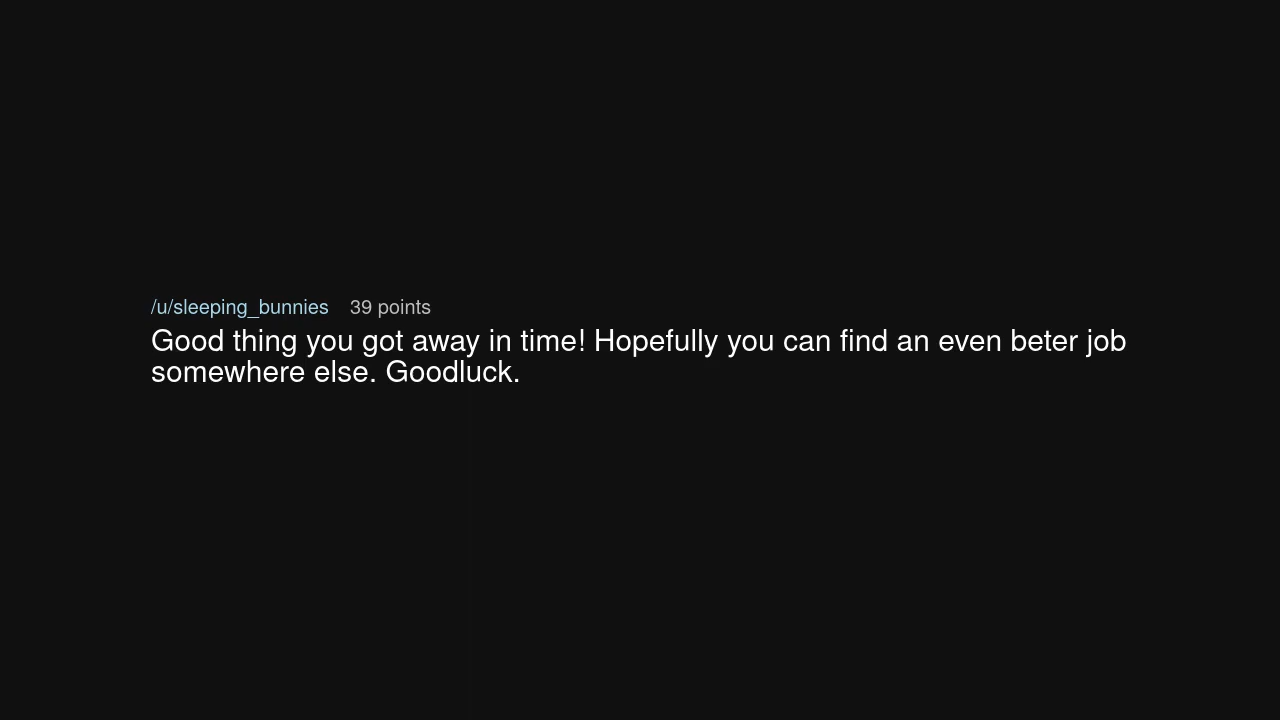 /u/sleeping_bunnies 39 points
Good thing you got away in time! Hopefully you can find an even beter job
somewhere else. Goodluck.